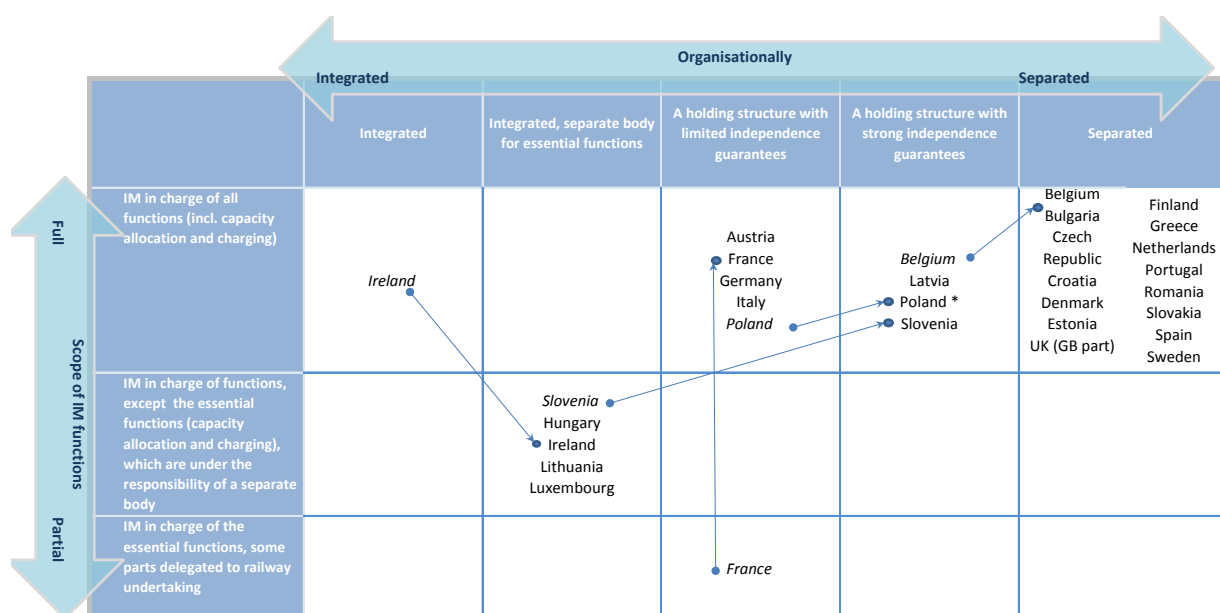 Organisationally
Integrated
Separated
Integrated
Integrated, separate body
for essential functions
A holding structure with
limited independence
guarantees
A holding structure with
strong independence
guarantees
Separated
Scope of IM functions
Full
Partial
IM in charge of all
functions (incl. capacity
allocation and charging)
Ireland
Austria
France
Germany
Italy
Poland
Belgium
Latvia
Poland *
Slovenia
Belgium
Bulgaria
Czech
Republic
Croatia
Denmark
Estonia
UK (GB part)
Finland
Greece
Netherlands
Portugal
Romania
Slovakia
Spain
Sweden
IM in charge of functions,
except the essential
functions (capacity
allocation and charging),
which are under the
responsibility of a separate
body
Slovenia
Hungary
Ireland
Lithuania
Luxembourg
IM in charge of the
essential functions, some
parts delegated to railway
undertaking
France